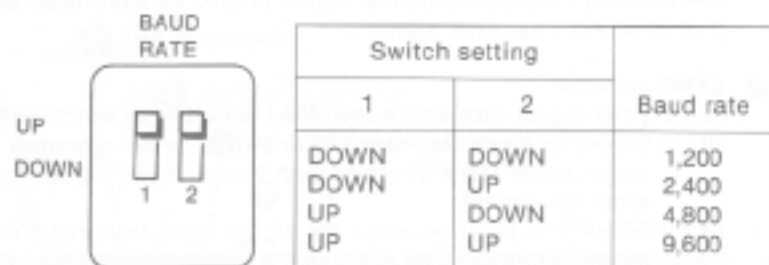 BAUD
RATE
UP
DOWN
1 2
Switch setting
1 2 Baud rate
DOWN DOWN 1,200
DOWN UP 2,400
UP DOWN 4,800
UP UP 9,600